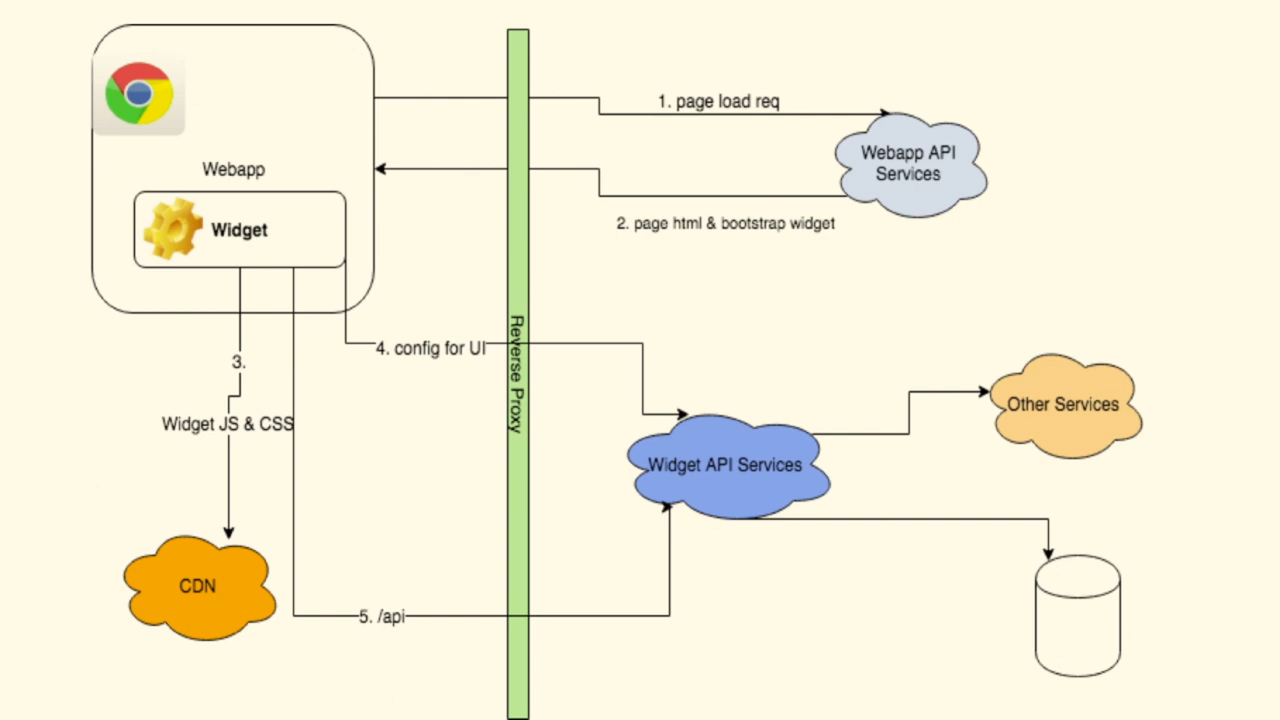 1. page load req
Webapp API
Services
Webapp
Widget
2. page html & bootstrap widget
Reverse Proxy
4. config for UI
3.
Widget JS & CSS
Other Services
Widget API Services
CDN
5. /api